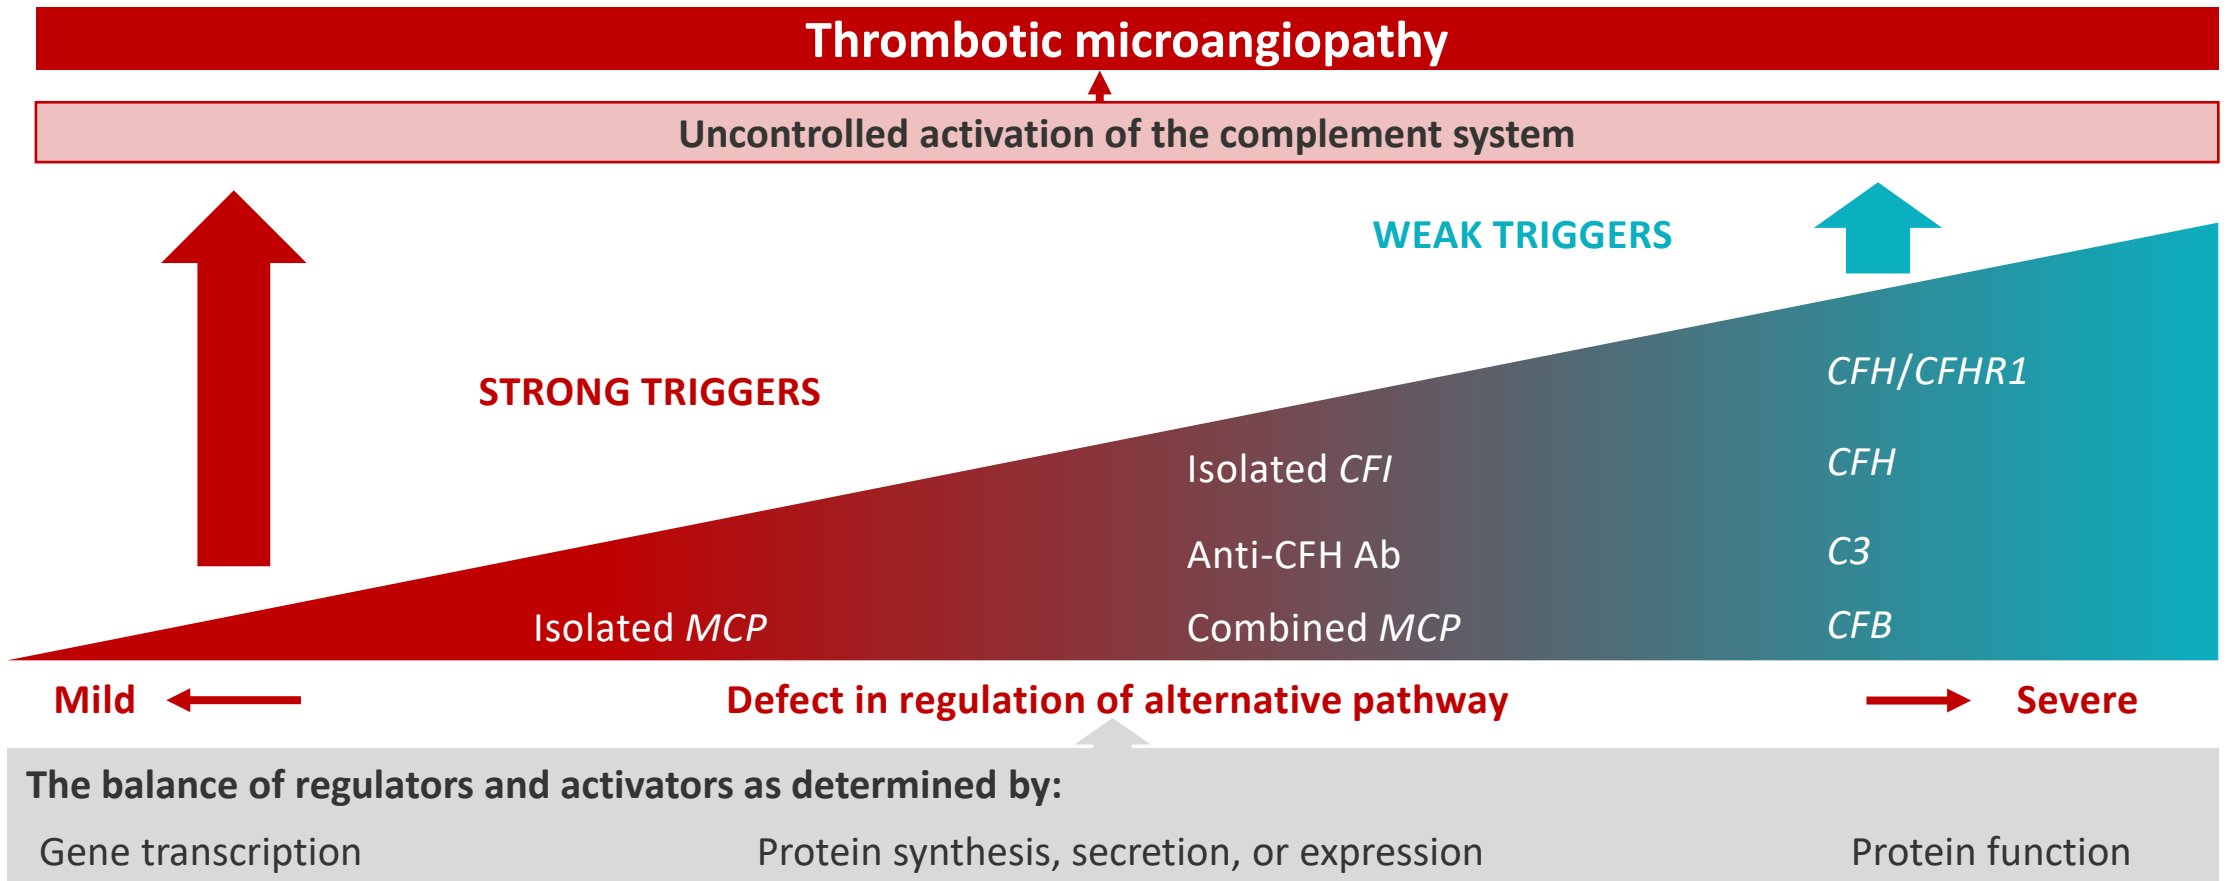 Thrombotic microangiopathy
Uncontrolled activation of the complement system
WEAK TRIGGERS
STRONG TRIGGERS
CFH/CFHR1
Isolated CFI
CFH
Anti-CFH Ab
C3
Isolated MCP
Combined MCP
CFB
Mild
Defect in regulation of alternative pathway
Severe
The balance of regulators and activators as determined by:
Gene transcription
Protein synthesis, secretion, or expression
Protein function